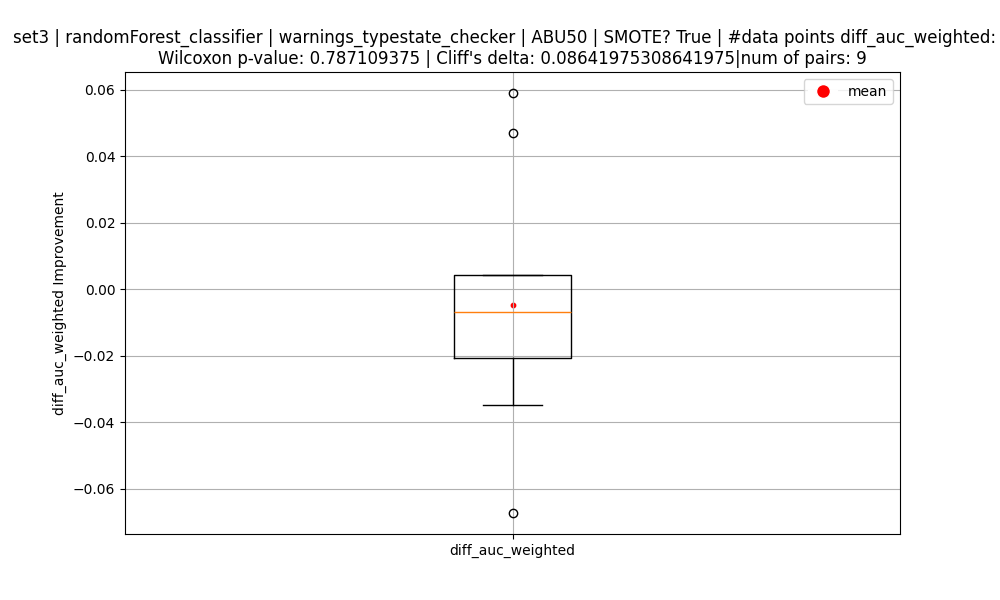 set3 | randomForest_classifier | warnings_typestate_checker | ABU50 | SMOTE? True | #data points diff_auc_weighted:
Wilcoxon p-value: 0.787109375 | Cliff's delta: 0.08641975308641975|num of pairs: 9
mean
0.06
0.04
0.02
0.00
−0.02
−0.04
−0.06
diff_auc_weighted Improvement
diff_auc_weighted